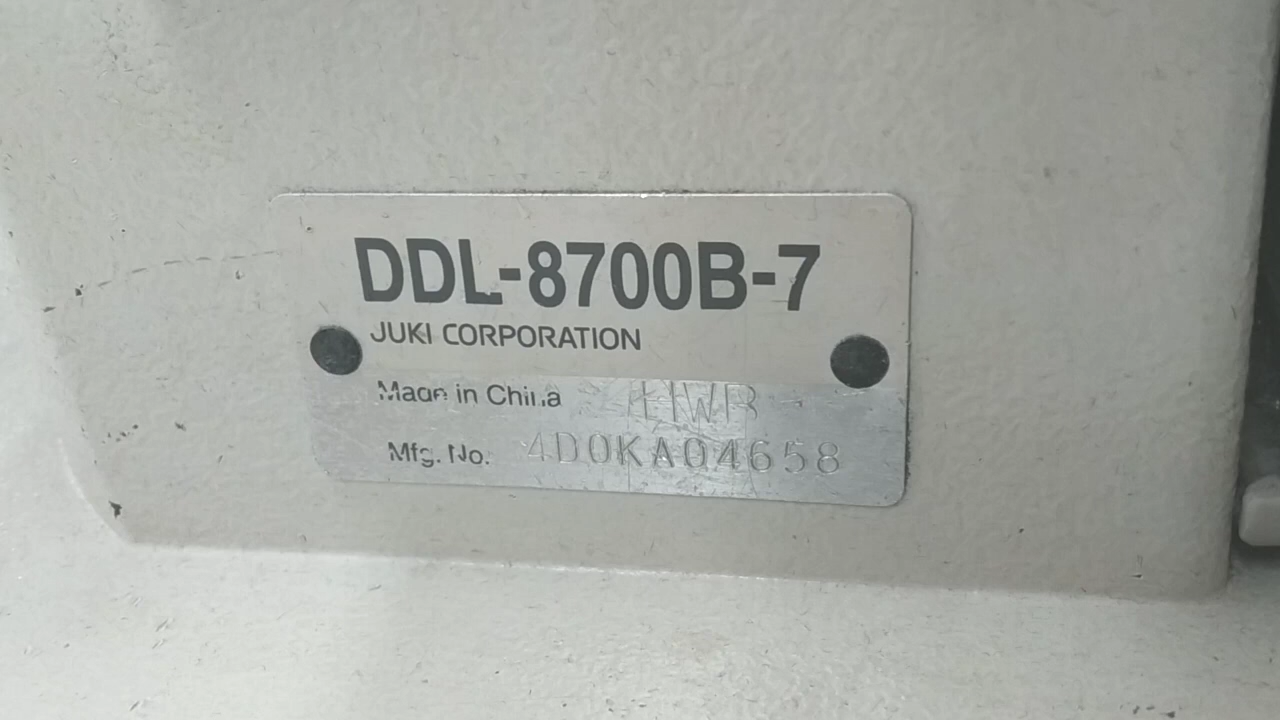 DDL-8700B-7
JUKI CORPORATION
Made in China
Mfg. No. 4D0KA04658